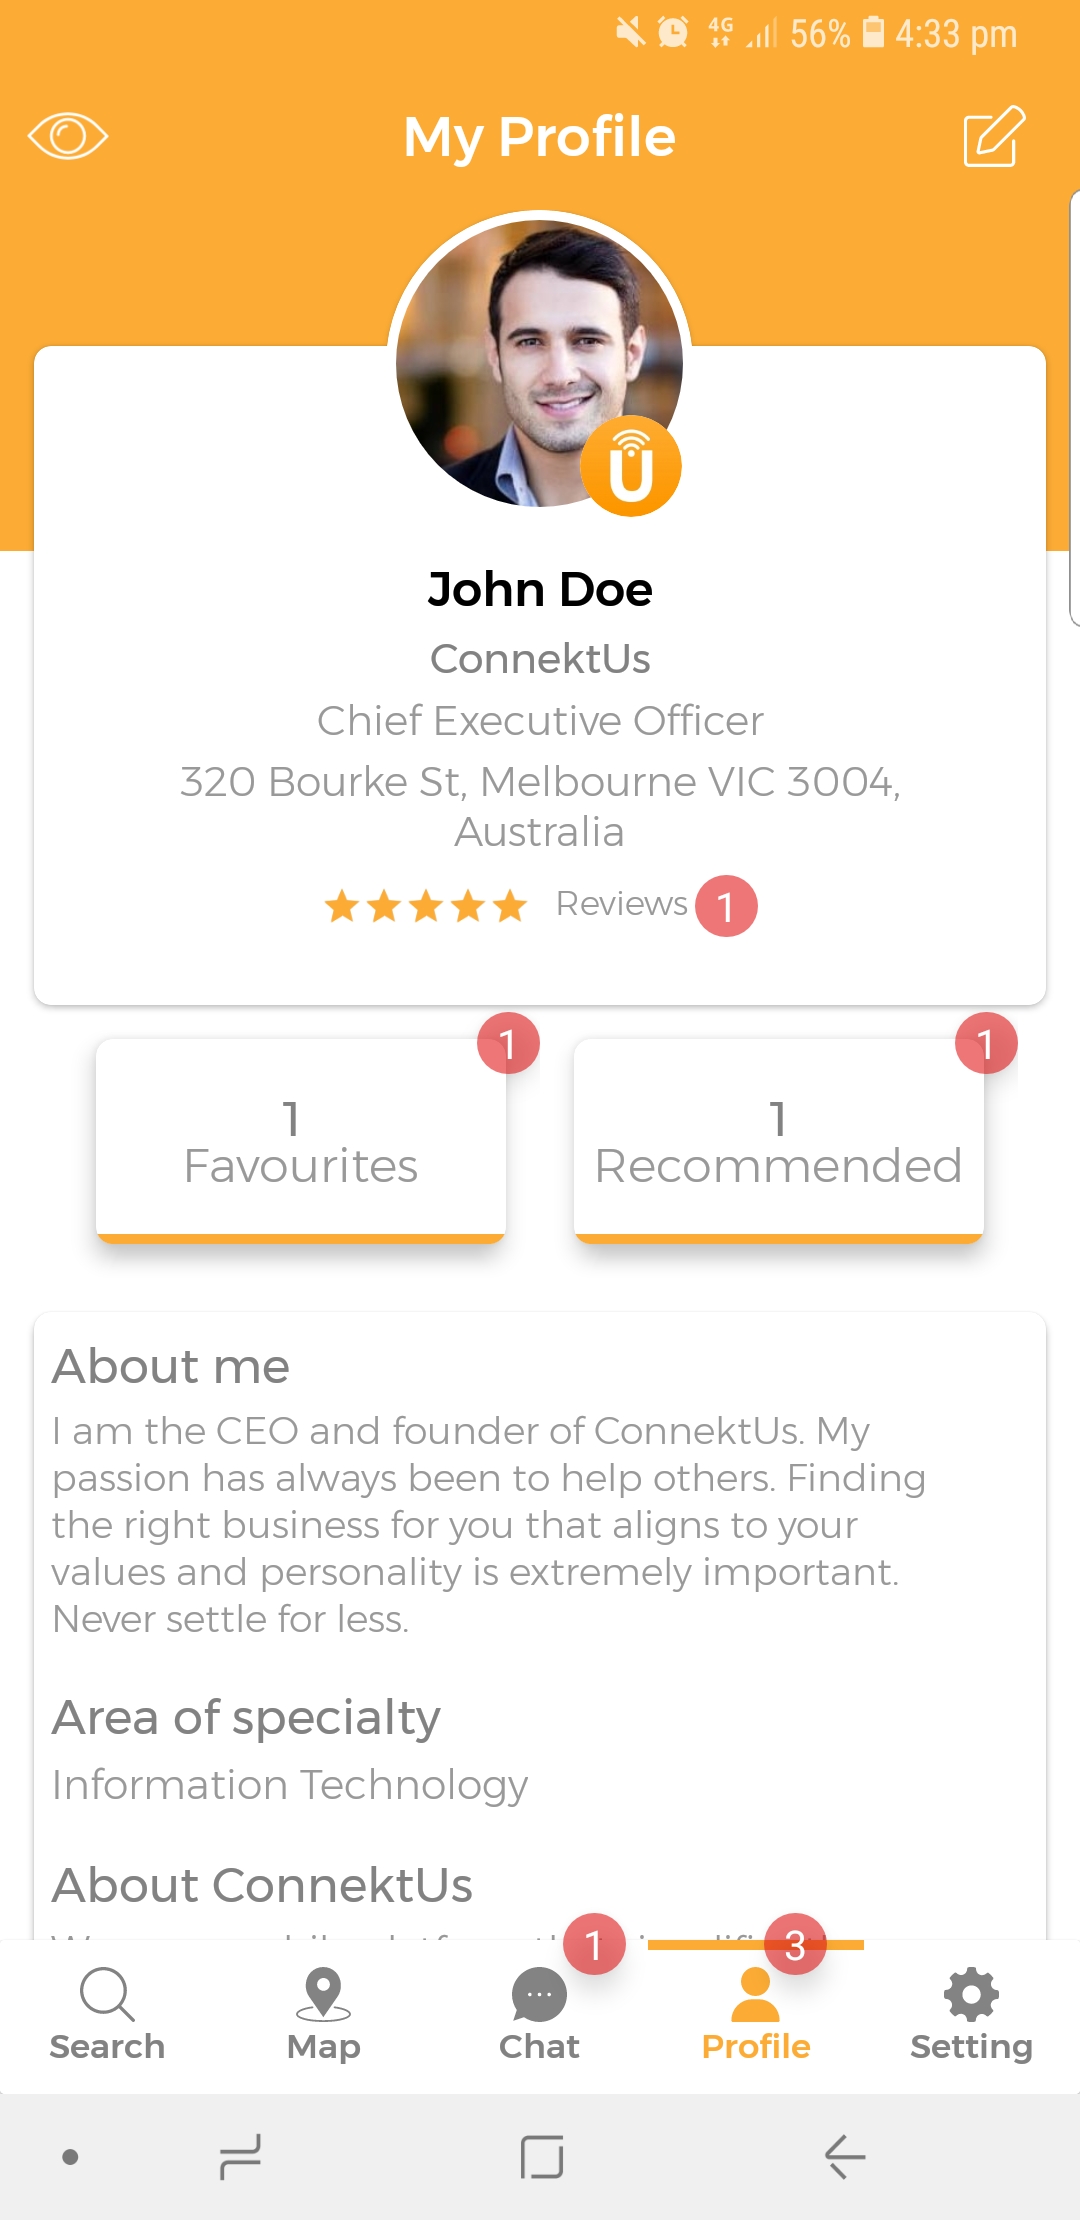 4G 56% 4:33 pm
My Profile
U
John Doe
ConnektUs
Chief Executive Officer
320 Bourke St, Melbourne VIC 3004,
Australia
Reviews 1
1 1
1 1
Favourites Recommended
About me
I am the CEO and founder of ConnektUs. My
passion has always been to help others. Finding
the right business for you that aligns to your
values and personality is extremely important.
Never settle for less.
Area of specialty
Information Technology
About ConnektUs
1 3
Search Map Chat Profile Setting